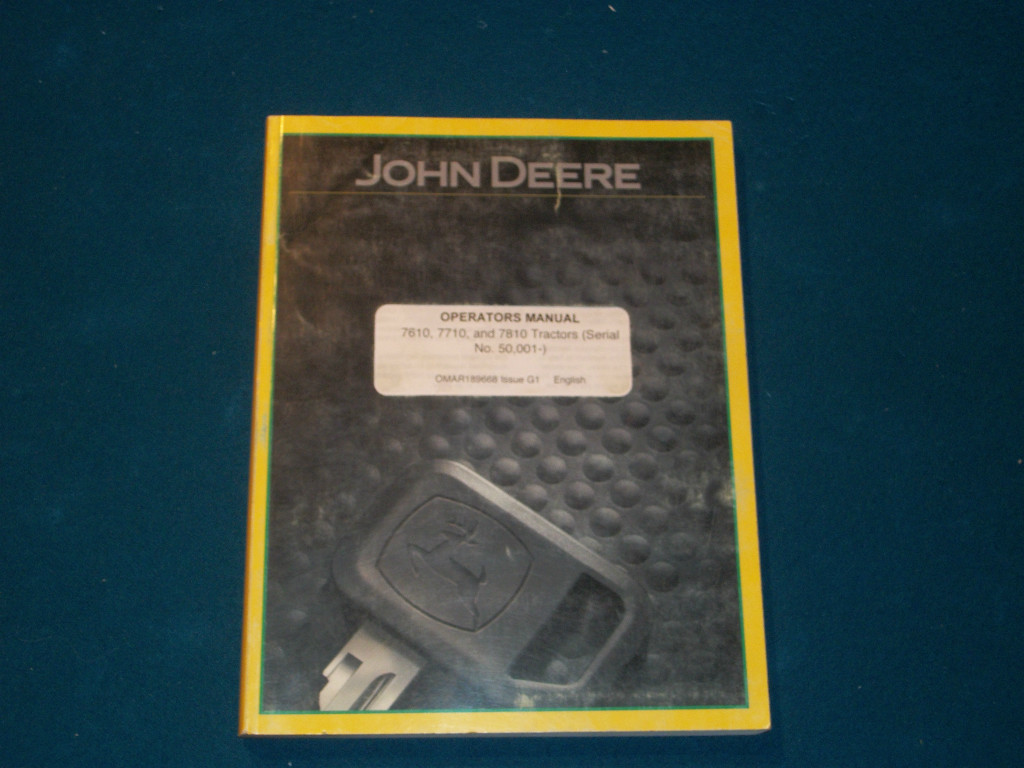 JOHN DEERE
OPERATORS MANUAL
7610, 7710, and 7810 Tractors (Serial
No. 50,001-)
OMAR189668 Issue G1 English